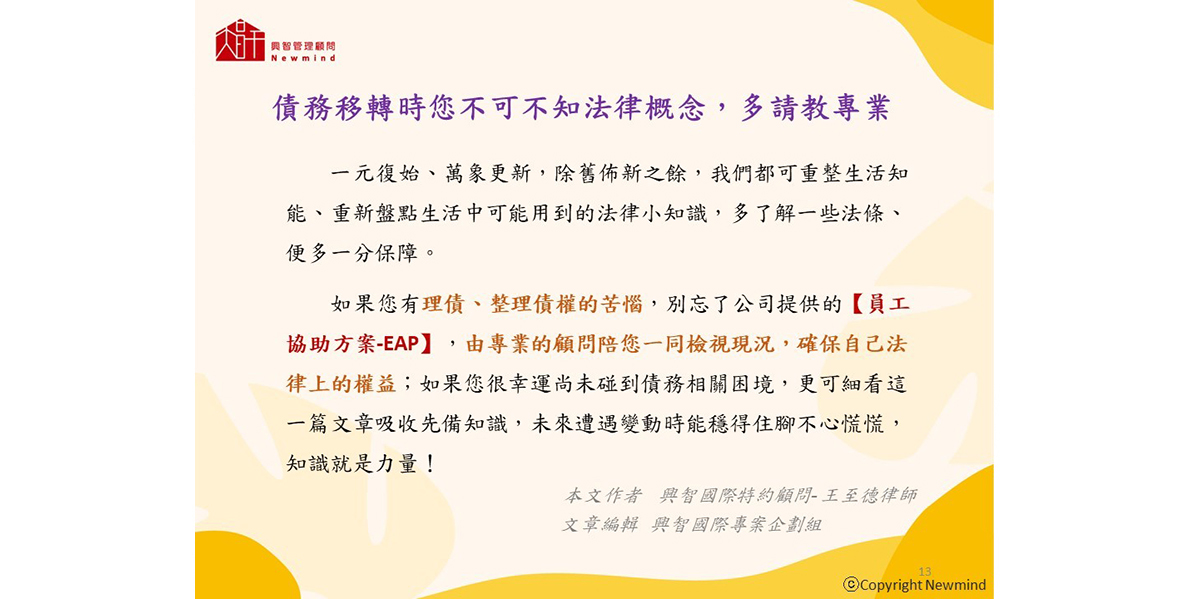 興智管理顧問
Newmind
債務移轉時您不可不知法律概念，多請教專業
一元復始、萬象更新，除舊佈新之餘，我們都可重整生活知
能、重新盤點生活中可能用到的法律小知識，多了解一些法條、
便多一分保障。
如果您有理債、整理債權的苦惱，別忘了公司提供的【員工
協助方案-EAP】，由專業的顧問陪您一同檢視現況，確保自己法
律上的權益；如果您很幸運尚未碰到債務相關困境，更可細看這
一篇文章吸收先備知識，未來遭遇變動時能穩得住腳不心慌慌，
知識就是力量！
本文作者 興智國際特約顧問-王至德律師
文章編輯 興智國際專案企劃組
13
ⓒCopyright Newmind